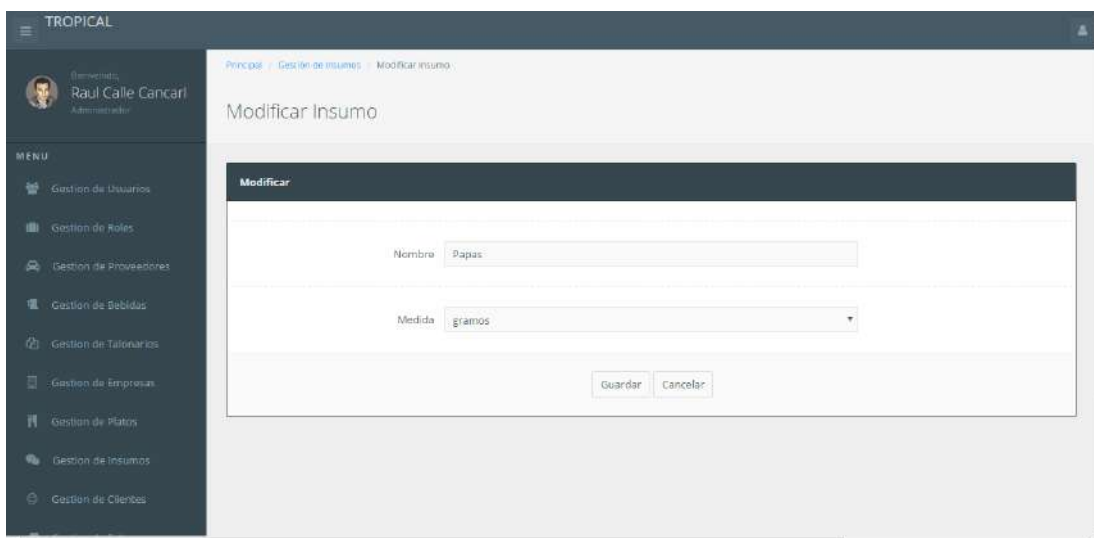 TROPICAL
Bienvenido,
Raul Calle Cancari
Administrador
MENU
Gestion de Usuarios
Gestion de Roles
Gestion de Proveedores
Gestion de Bebidas
Gestion de Talonarios
Gestion de Empresas
Gestion de Platos
Gestion de Insumos
Gestion de Clientes
Principal / Gestión de Insumos / Modificar Insumo
Modificar Insumo
Modificar
Nombre Papas
Medida gramos
Guardar Cancelar